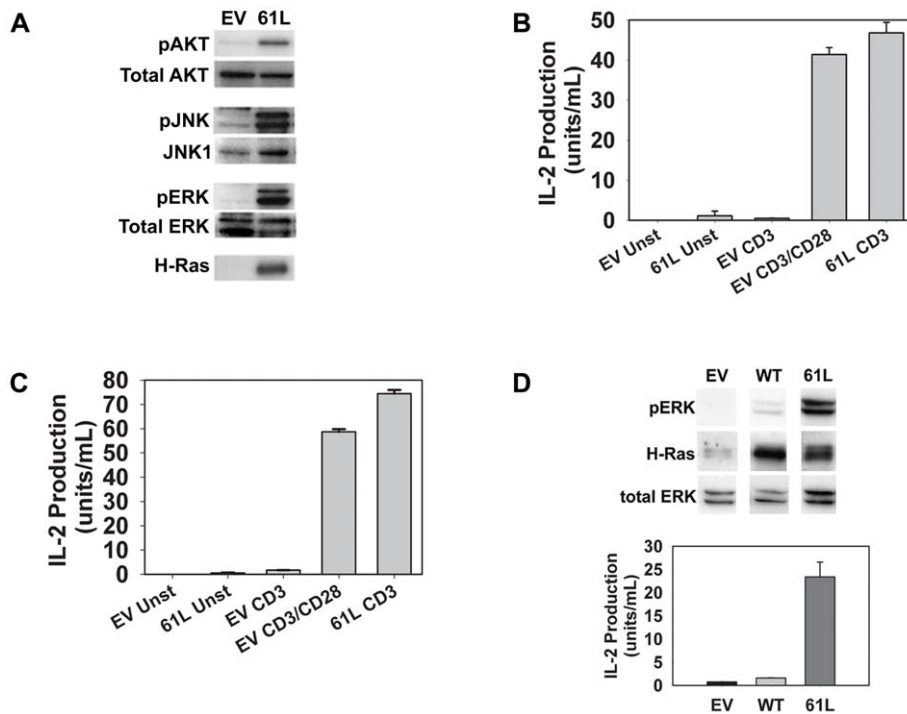 A
EV 61L
pAKT
Total AKT
pJNK
JNK1
pERK
Total ERK
H-Ras
B
IL-2 Production
(units/mL)
50
40
30
20
10
0
EV Unst
61L Unst
EV CD3
EV CD3/CD28
61L CD3
C
IL-2 Production
(units/mL)
80
70
60
50
40
30
20
10
0
EV Unst
61L Unst
EV CD3
EV CD3/CD28
61L CD3
D
EV WT 61L
pERK
H-Ras
total ERK
IL-2 Production
(units/mL)
30
25
20
15
10
5
0
EV WT 61L